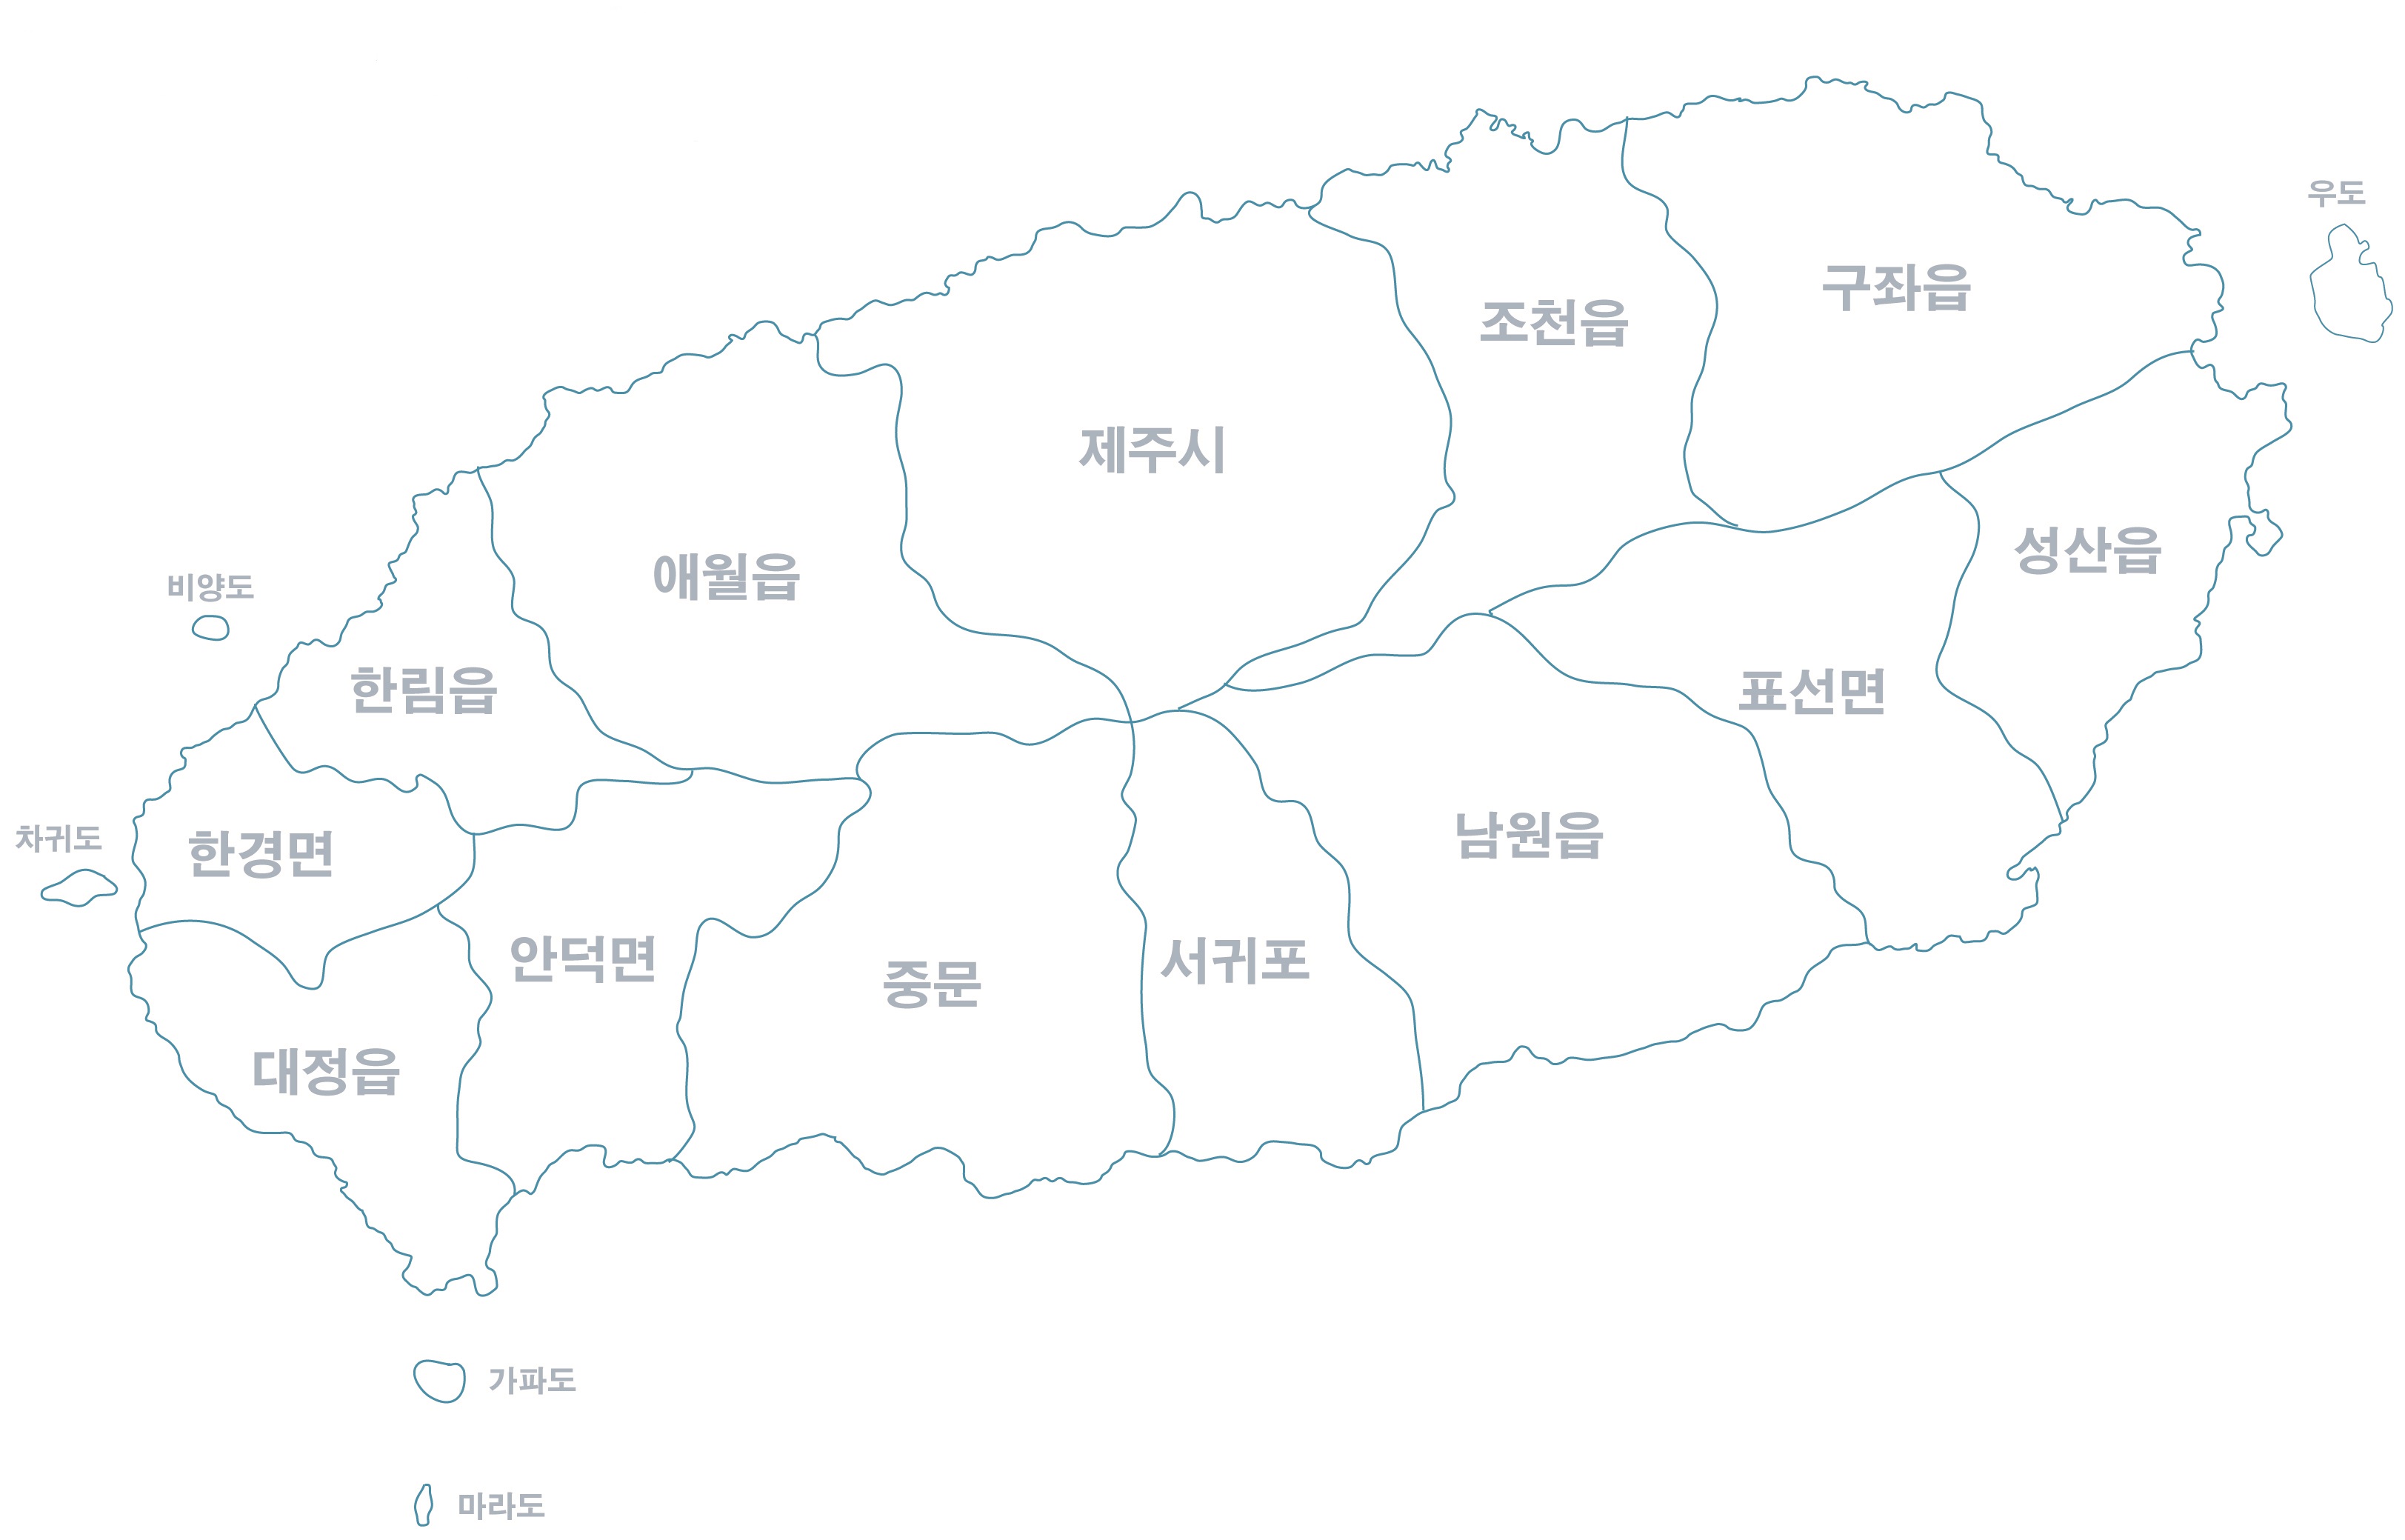 우도
구좌읍
조천읍
제주시
성산읍
애월읍
비양도
한림읍
표선면
차귀도
한경면
남원읍
안덕면
중문
서귀포
대정읍
가파도
마라도